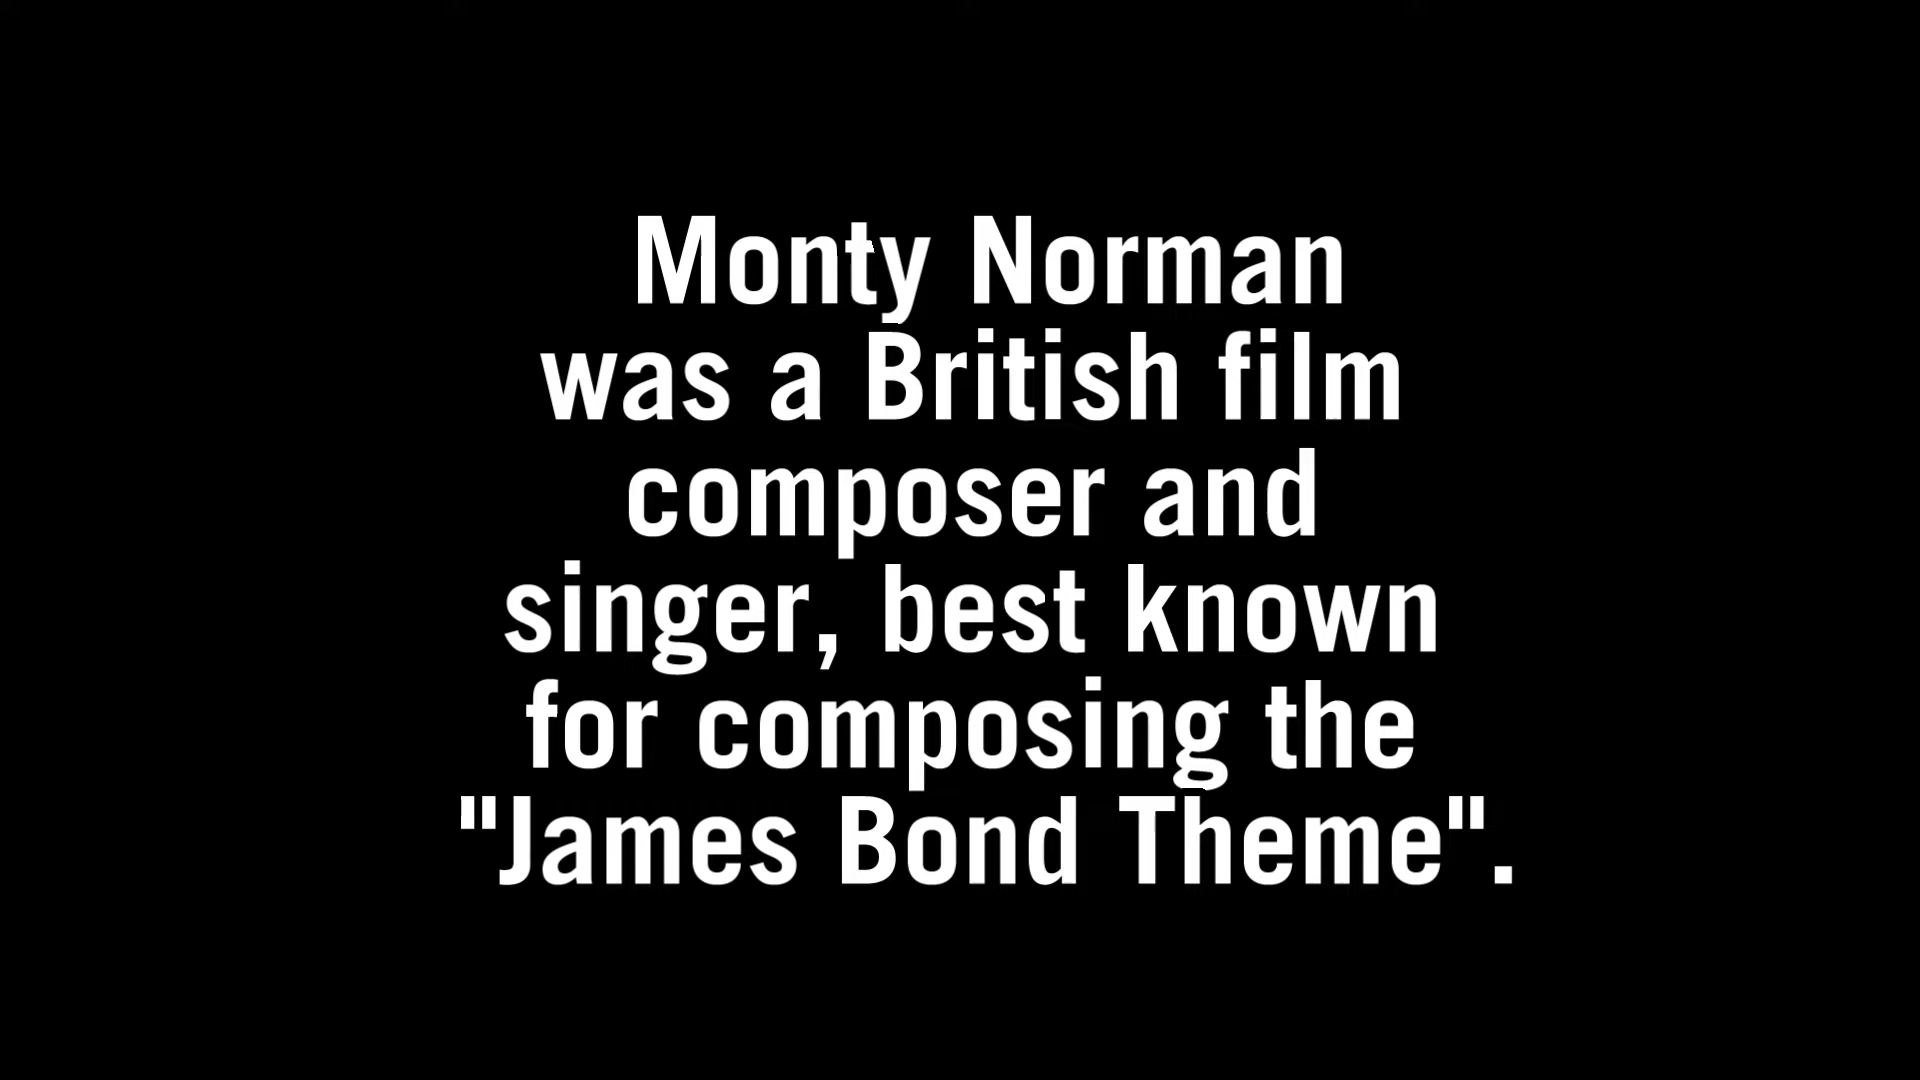 Monty Norman
was a British film
composer and
singer, best known
for composing the
"James Bond Theme".